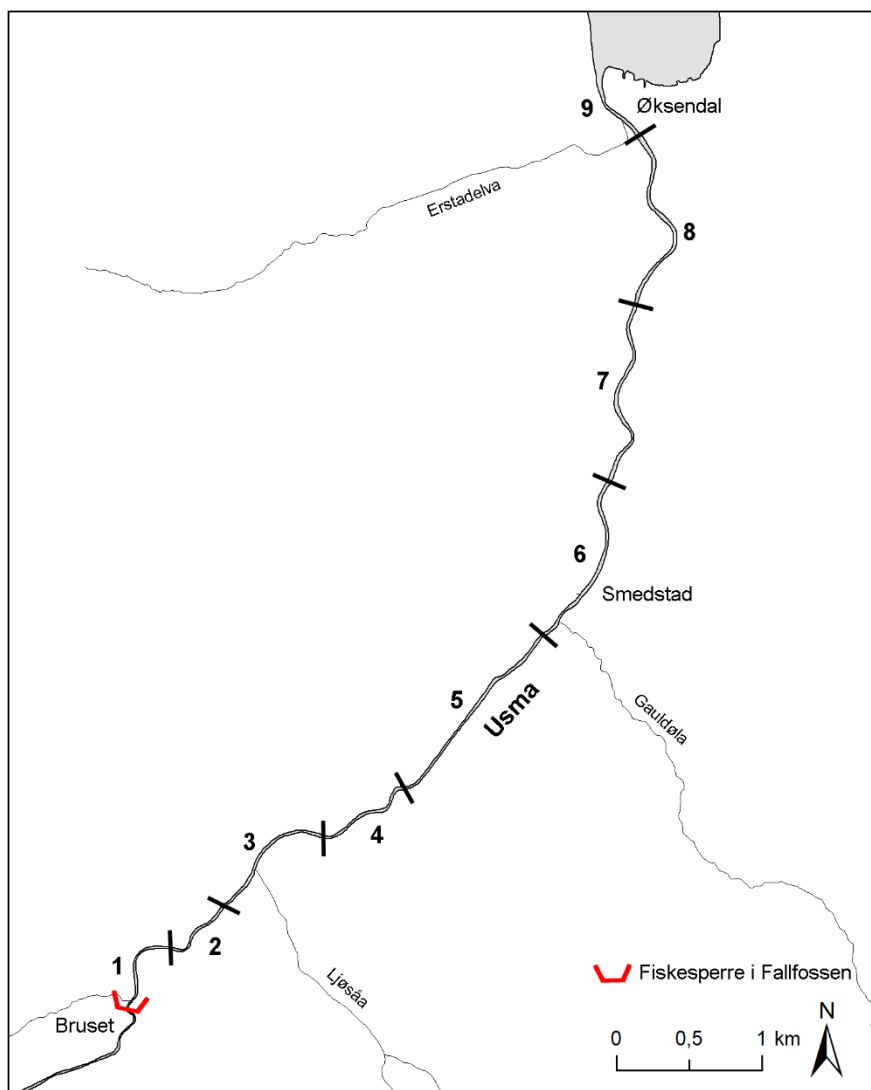 9
Øksendal
Erstadelva
8
7
6
Smedstad
5
Usma
Gauldøla
3
4
2
1
Ljøsåa
Fiskesperre i Fallfossen
Bruset
N
0 0,5 1 km